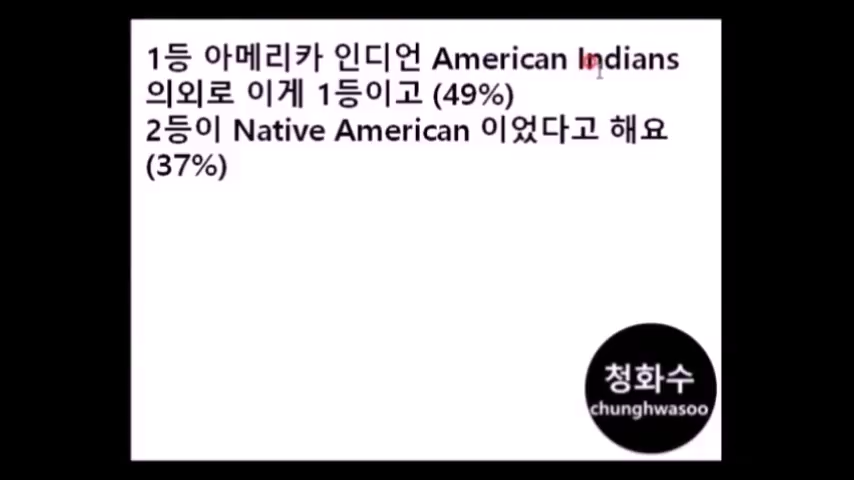 1등 아메리카 인디언 American Indians
의외로 이게 1등이고 (49%)
2등이 Native American 이었다고 해요
(37%)
청화수
chunghwasoo